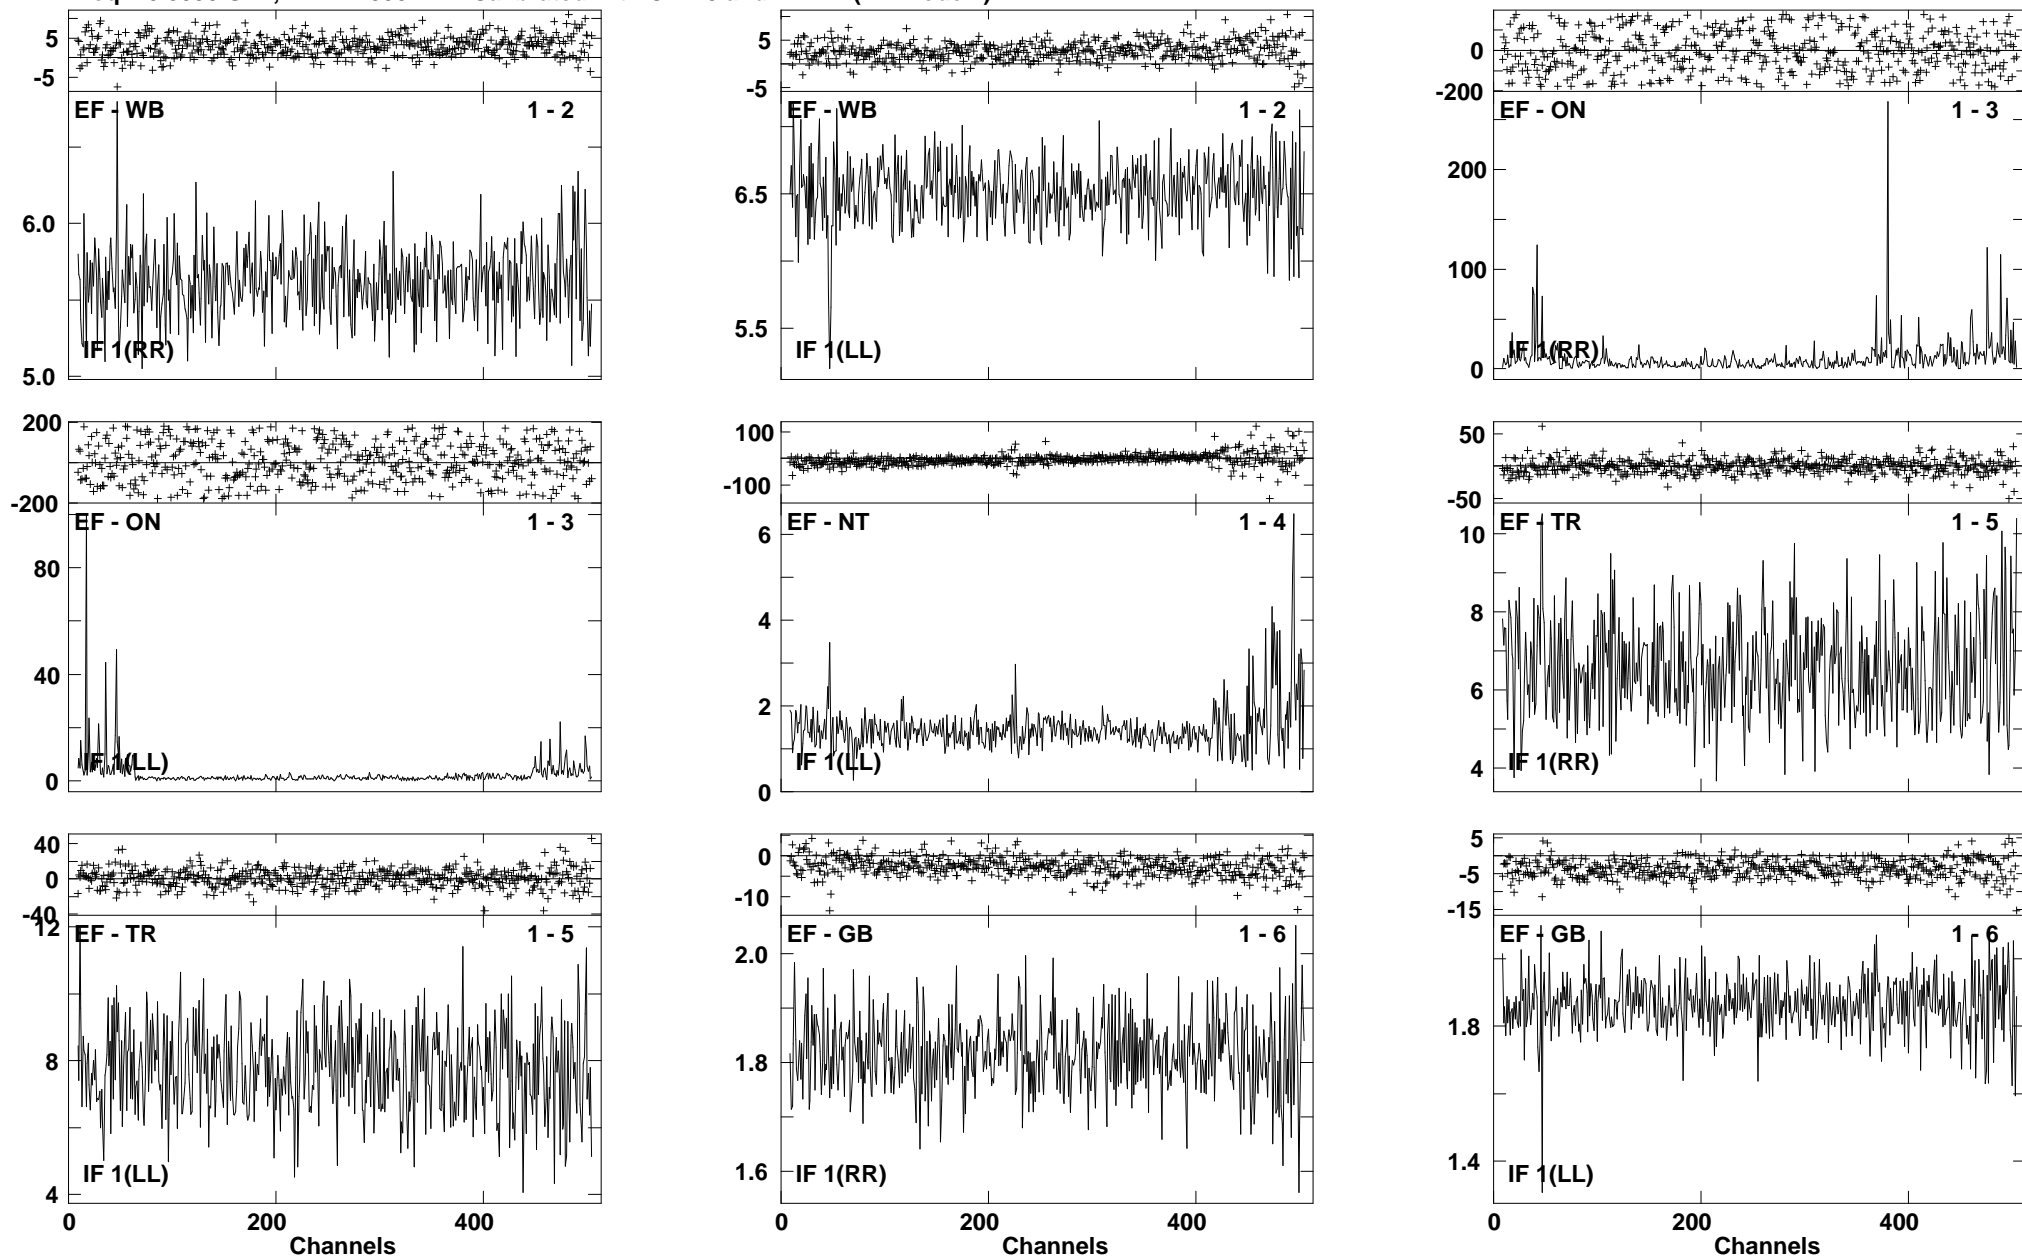 5
-5
EF - WB
1 - 2
6.0
IF 1(RR)
5.0
5
-5
EF - WB
1 - 2
6.5
5.5
IF 1(LL)
0
-200
EF - ON
1 - 3
200
100
IF 1(RR)
0
200
-200
EF - ON
1 - 3
80
40
IF 1(LL)
0
100
-100
EF - NT
1 - 4
6
4
2
IF 1(LL)
0
50
-50
EF - TR
1 - 5
10
8
6
IF 1(RR)
4
40
0
-40
12
EF - TR
1 - 5
8
IF 1(LL)
4
0 200 400
Channels
0
-10
EF - GB
1 - 6
2.0
1.8
1.6
IF 1(RR)
0 200 400
Channels
5
-5
-15
EF - GB
1 - 6
1.8
1.4
IF 1(LL)
0 200 400
Channels